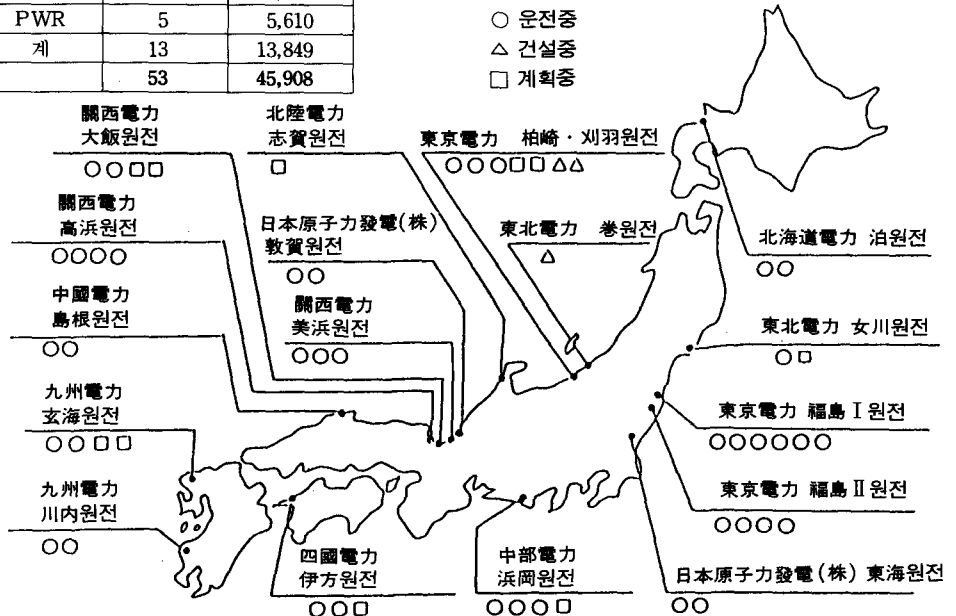 PWR 5 5,610
계 13 13,849
53 45,908
○ 운전중
△ 건설중
□ 계획중
關西電力
大飯원전
○○□□
北陸電力
志賀원전
□
東京電力 柏崎・刈羽원전
○○○□□△△
關西電力
高浜원전
○○○○
日本原子力發電(株)
敦賀원전
○○
東北電力 巻원전
△
北海道電力 泊원전
○○
中國電力
島根원전
○○
關西電力
美浜원전
○○○
東北電力 女川원전
○□
九州電力
玄海원전
○○□□
東京電力 福島Ⅰ원전
○○○○○○
九州電力
川内원전
○○
東京電力 福島Ⅱ원전
○○○○
四國電力
伊方원전
○○□
中部電力
浜岡원전
○○○□
日本原子力發電(株) 東海원전
○○